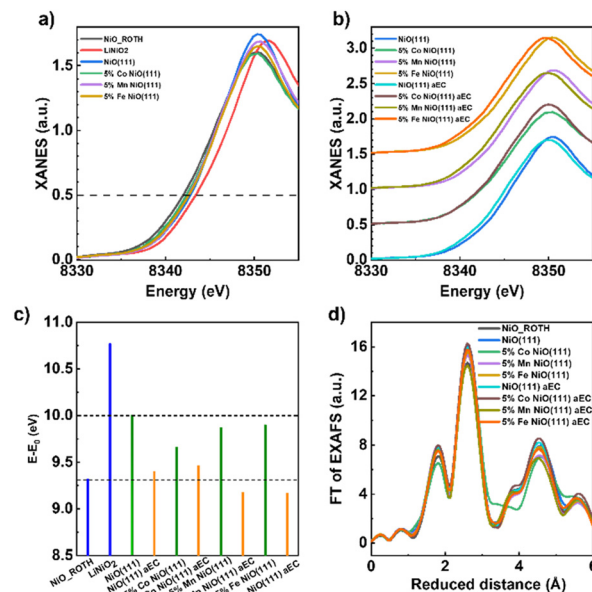 a)
NiO_ROTH
LiNiO2
NiO(111)
5% Co NiO(111)
5% Mn NiO(111)
5% Fe NiO(111)
XANES (a.u.)
1.5
1.0
0.5
0.0
8330 8340 8350
Energy (eV)
b)
NiO(111)
5% Co NiO(111)
5% Mn NiO(111)
5% Fe NiO(111)
NiO(111) aEC
5% Co NiO(111) aEC
5% Mn NiO(111) aEC
5% Fe NiO(111) aEC
XANES (a.u.)
3.0
2.5
2.0
1.5
1.0
0.5
0.0
8330 8340 8350
Energy (eV)
c)
E-E0 (eV)
11.0
10.5
10.0
9.5
9.0
8.5
NiO_ROTH
LiNiO2
NiO(111)
NiO(111) aEC
5% Co NiO(111)
NiO(111) aEC
5% Mn NiO(111)
NiO(111) aEC
5% Fe NiO(111)
NiO(111) aEC
d)
NiO_ROTH
NiO(111)
5% Co NiO(111)
5% Mn NiO(111)
5% Fe NiO(111)
NiO(111) aEC
5% Co NiO(111) aEC
5% Mn NiO(111) aEC
5% Fe NiO(111) aEC
FT of EXAFS (a.u.)
16
12
8
4
0
0 2 4 6
Reduced distance (Å)